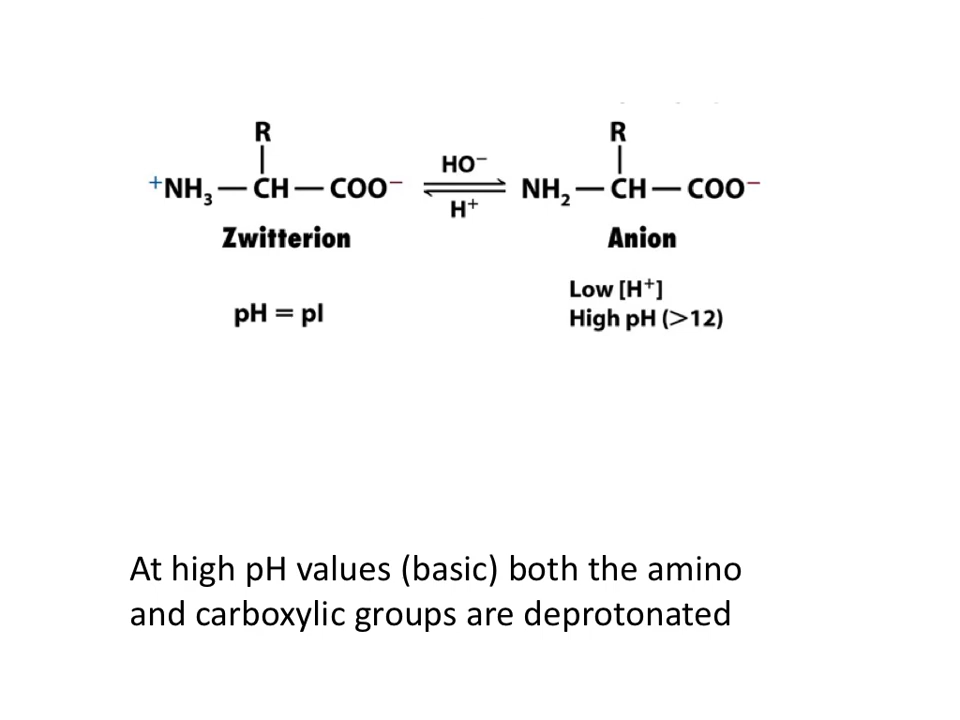 R R
⁺NH₃—CH—COO⁻ HO⁻ NH₂—CH—COO⁻
H⁺
Zwitterion Anion
pH = pI
Low [H⁺]
High pH (>12)
At high pH values (basic) both the amino
and carboxylic groups are deprotonated